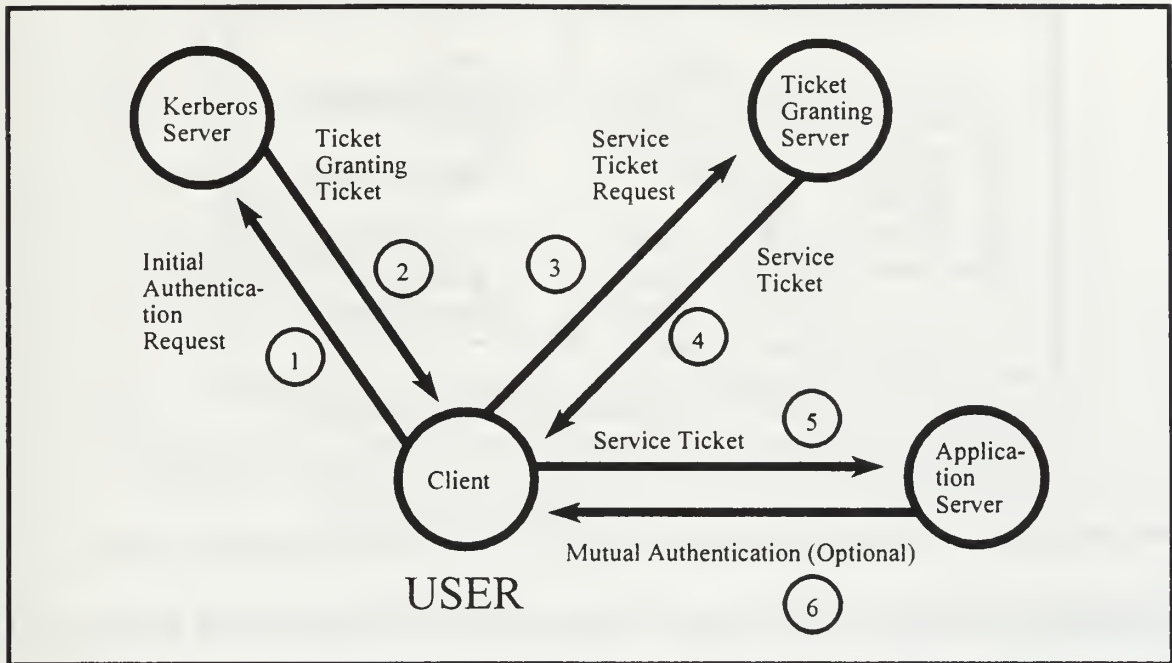 Kerberos
Server
Ticket
Granting
Ticket
Initial
Authentica-
tion
Request
1
2
Service
Ticket
Request
3
Ticket
Granting
Server
Service
Ticket
4
Client
USER
Service Ticket
5
Applica-
tion
Server
Mutual Authentication (Optional)
6